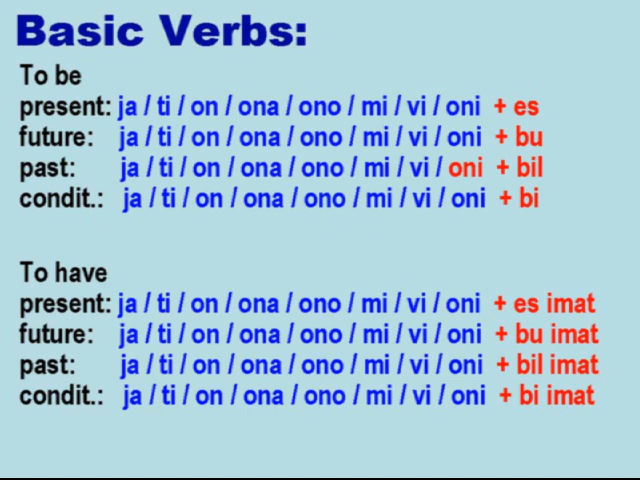 Basic Verbs:
To be
present: ja / ti / on / ona / ono / mi / vi / oni + es
future: ja / ti / on / ona / ono / mi / vi / oni + bu
past: ja / ti / on / ona / ono / mi / vi / oni + bil
condit.: ja / ti / on / ona / ono / mi / vi / oni + bi
To have
present: ja / ti / on / ona / ono / mi / vi / oni + es imat
future: ja / ti / on / ona / ono / mi / vi / oni + bu imat
past: ja / ti / on / ona / ono / mi / vi / oni + bil imat
condit.: ja / ti / on / ona / ono / mi / vi / oni + bi imat